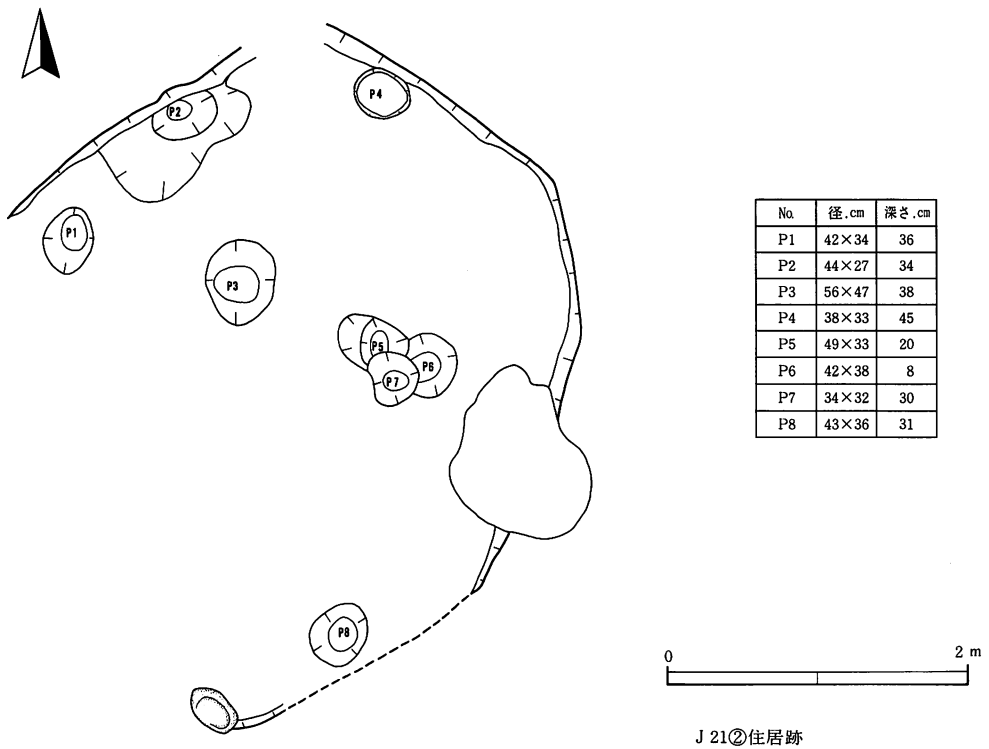 P4
P2
P1
P3
P5
P6
P7
P8
No. 径.cm 深さ.cm
P1 42×34 36
P2 44×27 34
P3 56×47 38
P4 38×33 45
P5 49×33 20
P6 42×38 8
P7 34×32 30
P8 43×36 31
0 2 m
J 21②住居跡